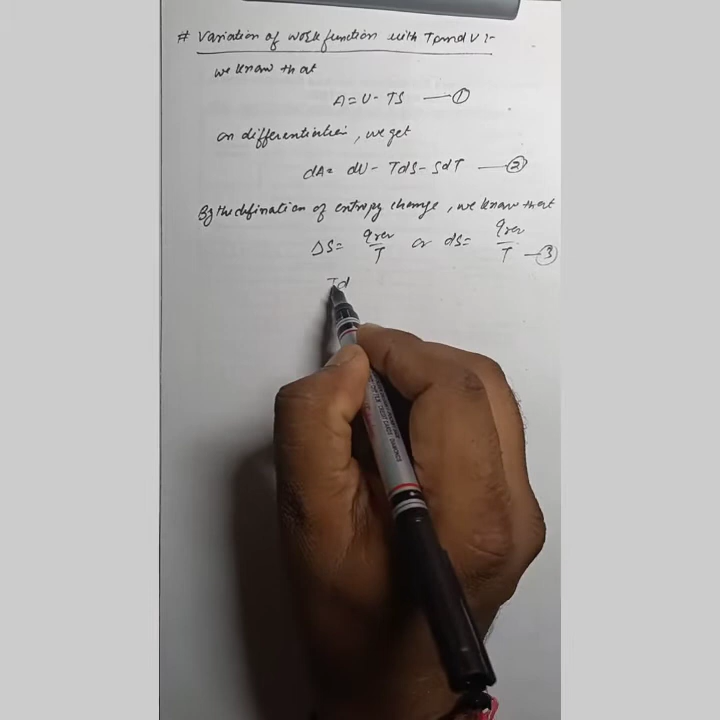 # Variation of work function with T and V :-
we know that
A = U - TS —①
on differentiation, we get
dA = dU - TdS - SdT —②
By the defination of entropy change, we know that
ΔS = qrev/T or dS = qrev/T —③
Td